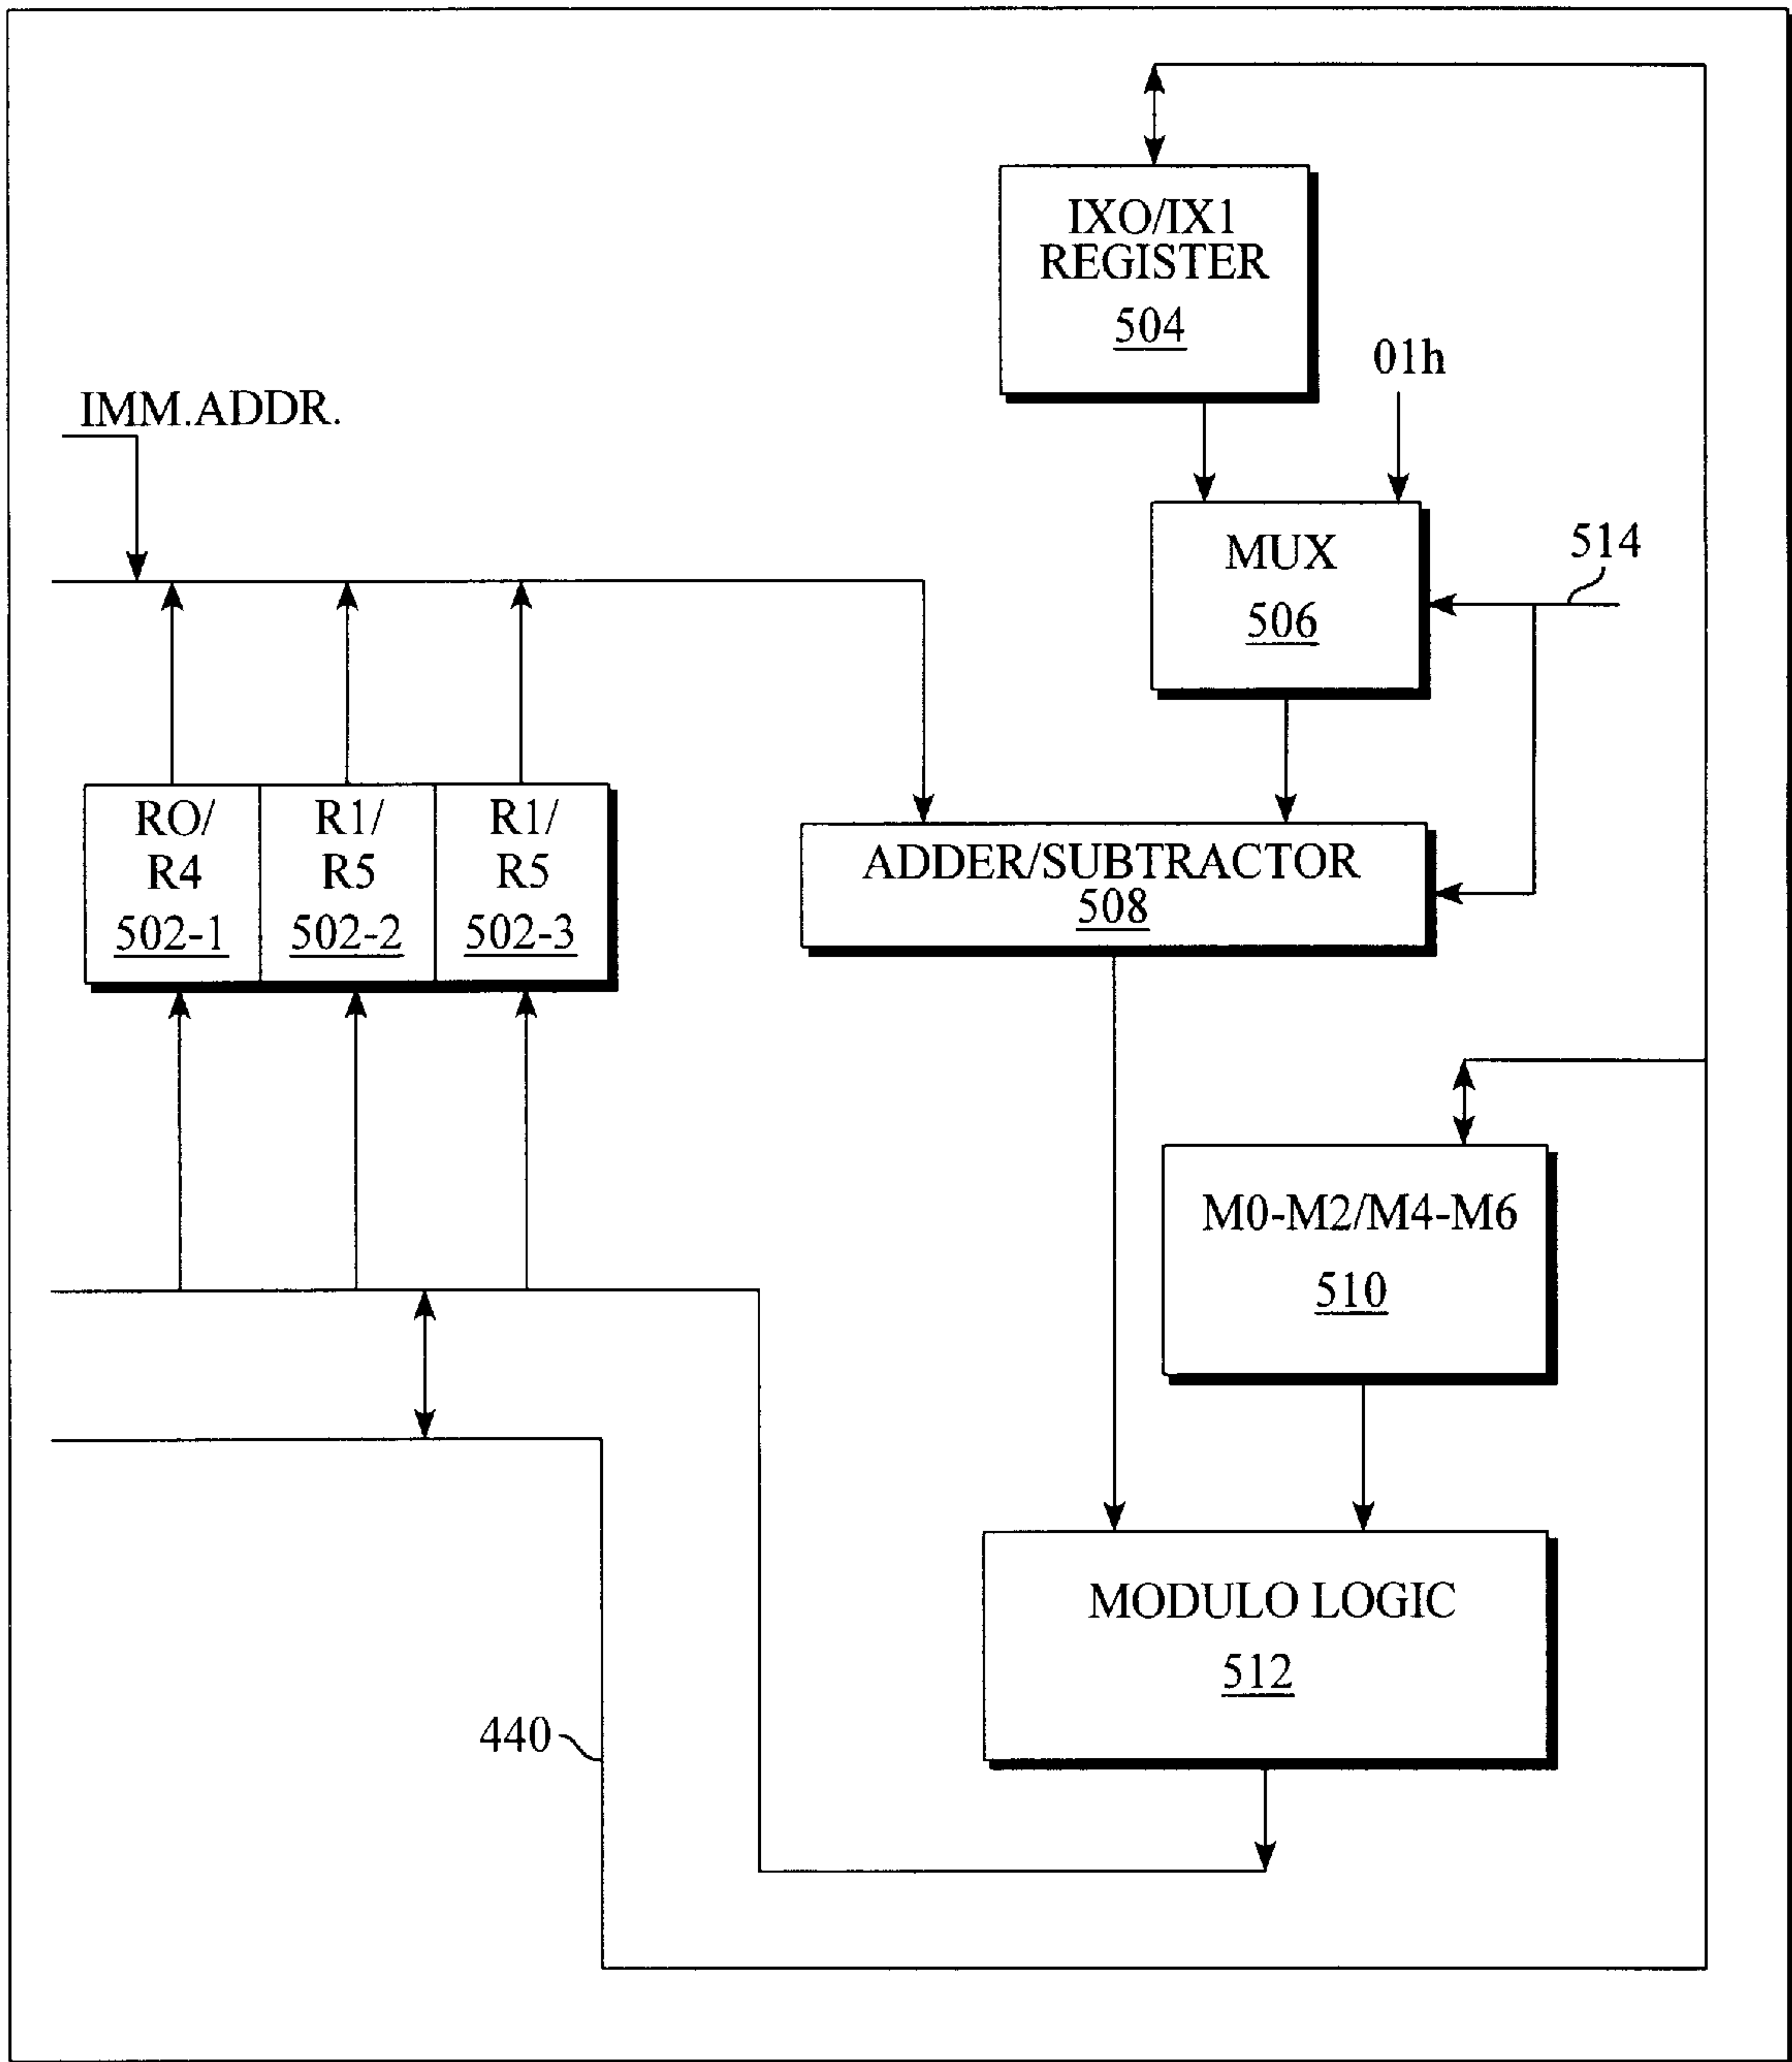 IXO/IX1
REGISTER
504
01h
IMM.ADDR.
MUX
506
514
RO/
R4
502-1
R1/
R5
502-2
R1/
R5
502-3
ADDER/SUBTRACTOR
508
M0-M2/M4-M6
510
MODULO LOGIC
512
440